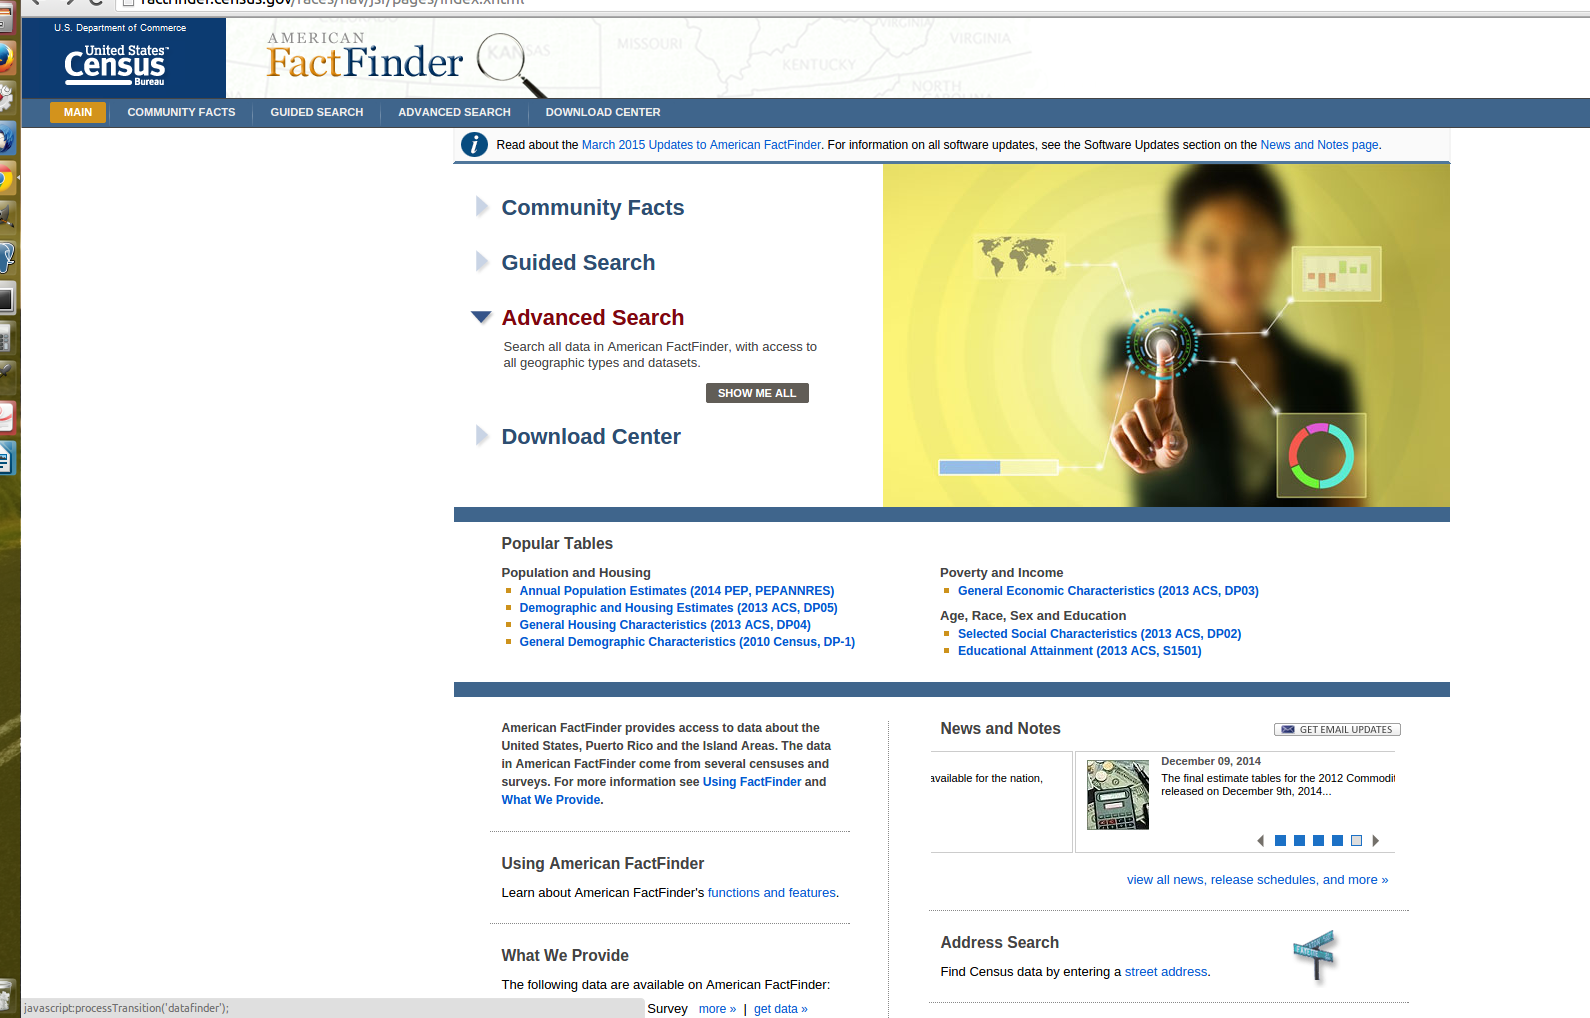 factfinder.census.gov/faces/nav/jsf/pages/index.xhtml
U.S. Department of Commerce
United States™
Census
Bureau
AMERICAN
FactFinder
COLORADO
KANSAS
MISSOURI
KENTUCKY
VIRGINIA
VIRGINIA
NORTH
CAROLINA
MAIN
COMMUNITY FACTS
GUIDED SEARCH
ADVANCED SEARCH
DOWNLOAD CENTER
Read about the March 2015 Updates to American FactFinder. For information on all software updates, see the Software Updates section on the News and Notes page.
Community Facts
Guided Search
Advanced Search
Search all data in American FactFinder, with access to
all geographic types and datasets.
SHOW ME ALL
Download Center
Popular Tables
Population and Housing
Annual Population Estimates (2014 PEP, PEPANNRES)
Demographic and Housing Estimates (2013 ACS, DP05)
General Housing Characteristics (2013 ACS, DP04)
General Demographic Characteristics (2010 Census, DP-1)
Poverty and Income
General Economic Characteristics (2013 ACS, DP03)
Age, Race, Sex and Education
Selected Social Characteristics (2013 ACS, DP02)
Educational Attainment (2013 ACS, S1501)
American FactFinder provides access to data about the
United States, Puerto Rico and the Island Areas. The data
in American FactFinder come from several censuses and
surveys. For more information see Using FactFinder and
What We Provide.
Using American FactFinder
Learn about American FactFinder's functions and features.
What We Provide
The following data are available on American FactFinder:
Survey more » | get data »
News and Notes
GET EMAIL UPDATES
available for the nation,
December 09, 2014
The final estimate tables for the 2012 Commodit
released on December 9th, 2014...
view all news, release schedules, and more »
Address Search
Find Census data by entering a street address.
javascript:processTransition('datafinder');